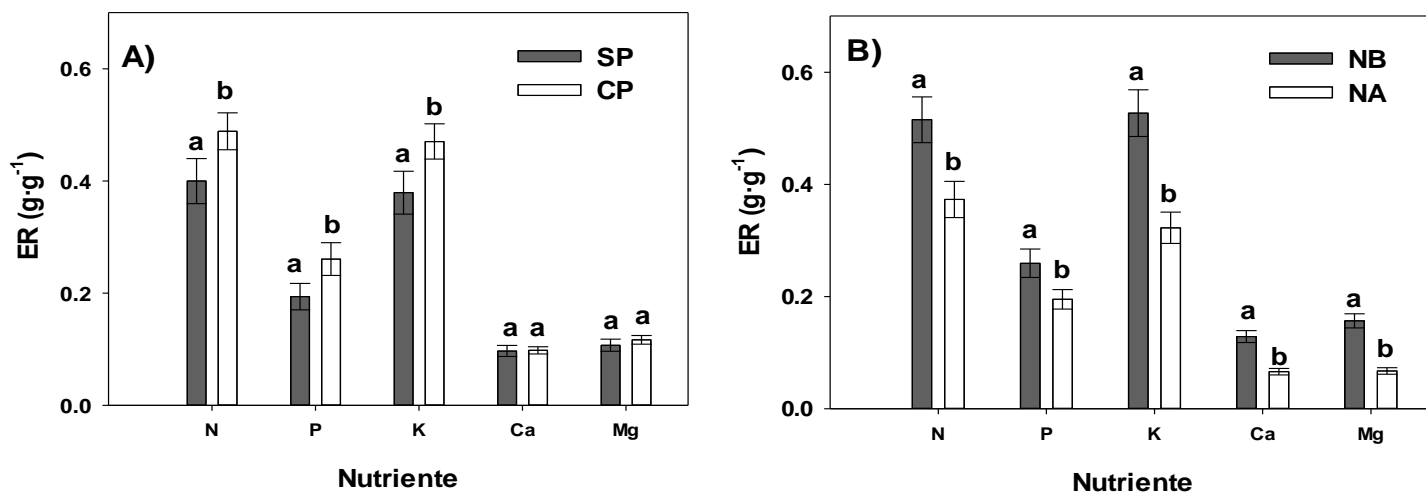 A)
SP
CP
ER (g·g⁻¹)
0.6
0.4
0.2
0.0
a b a b a b a a a a
N P K Ca Mg
Nutriente
B)
NB
NA
ER (g·g⁻¹)
0.6
0.4
0.2
0.0
a b a b a b a b a b
N P K Ca Mg
Nutriente